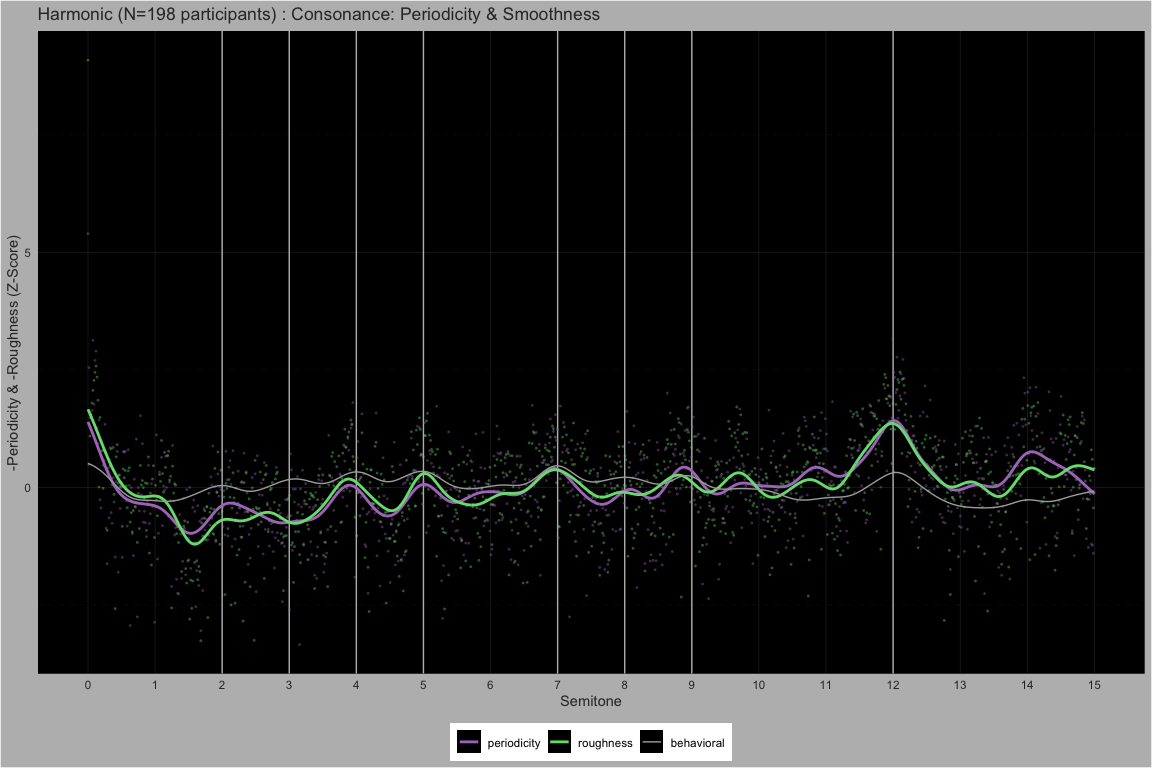 Harmonic (N=198 participants) : Consonance: Periodicity & Smoothness
-Periodicity & -Roughness (Z-Score)
5
0
0 1 2 3 4 5 6 7 8 9 10 11 12 13 14 15
Semitone
periodicity roughness behavioral